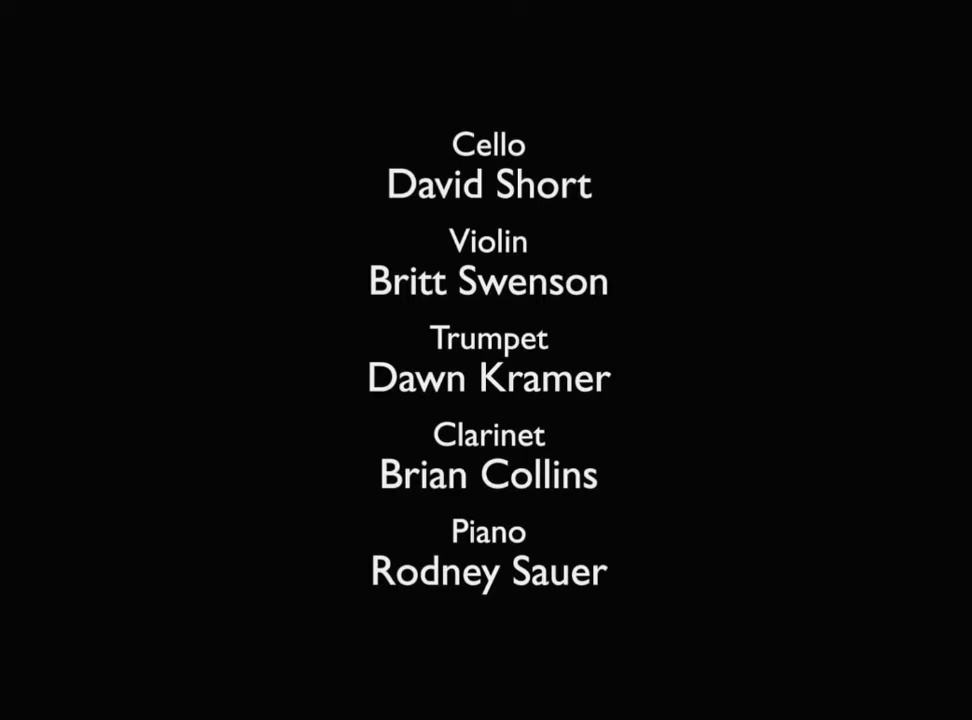 Cello
David Short
Violin
Britt Swenson
Trumpet
Dawn Kramer
Clarinet
Brian Collins
Piano
Rodney Sauer